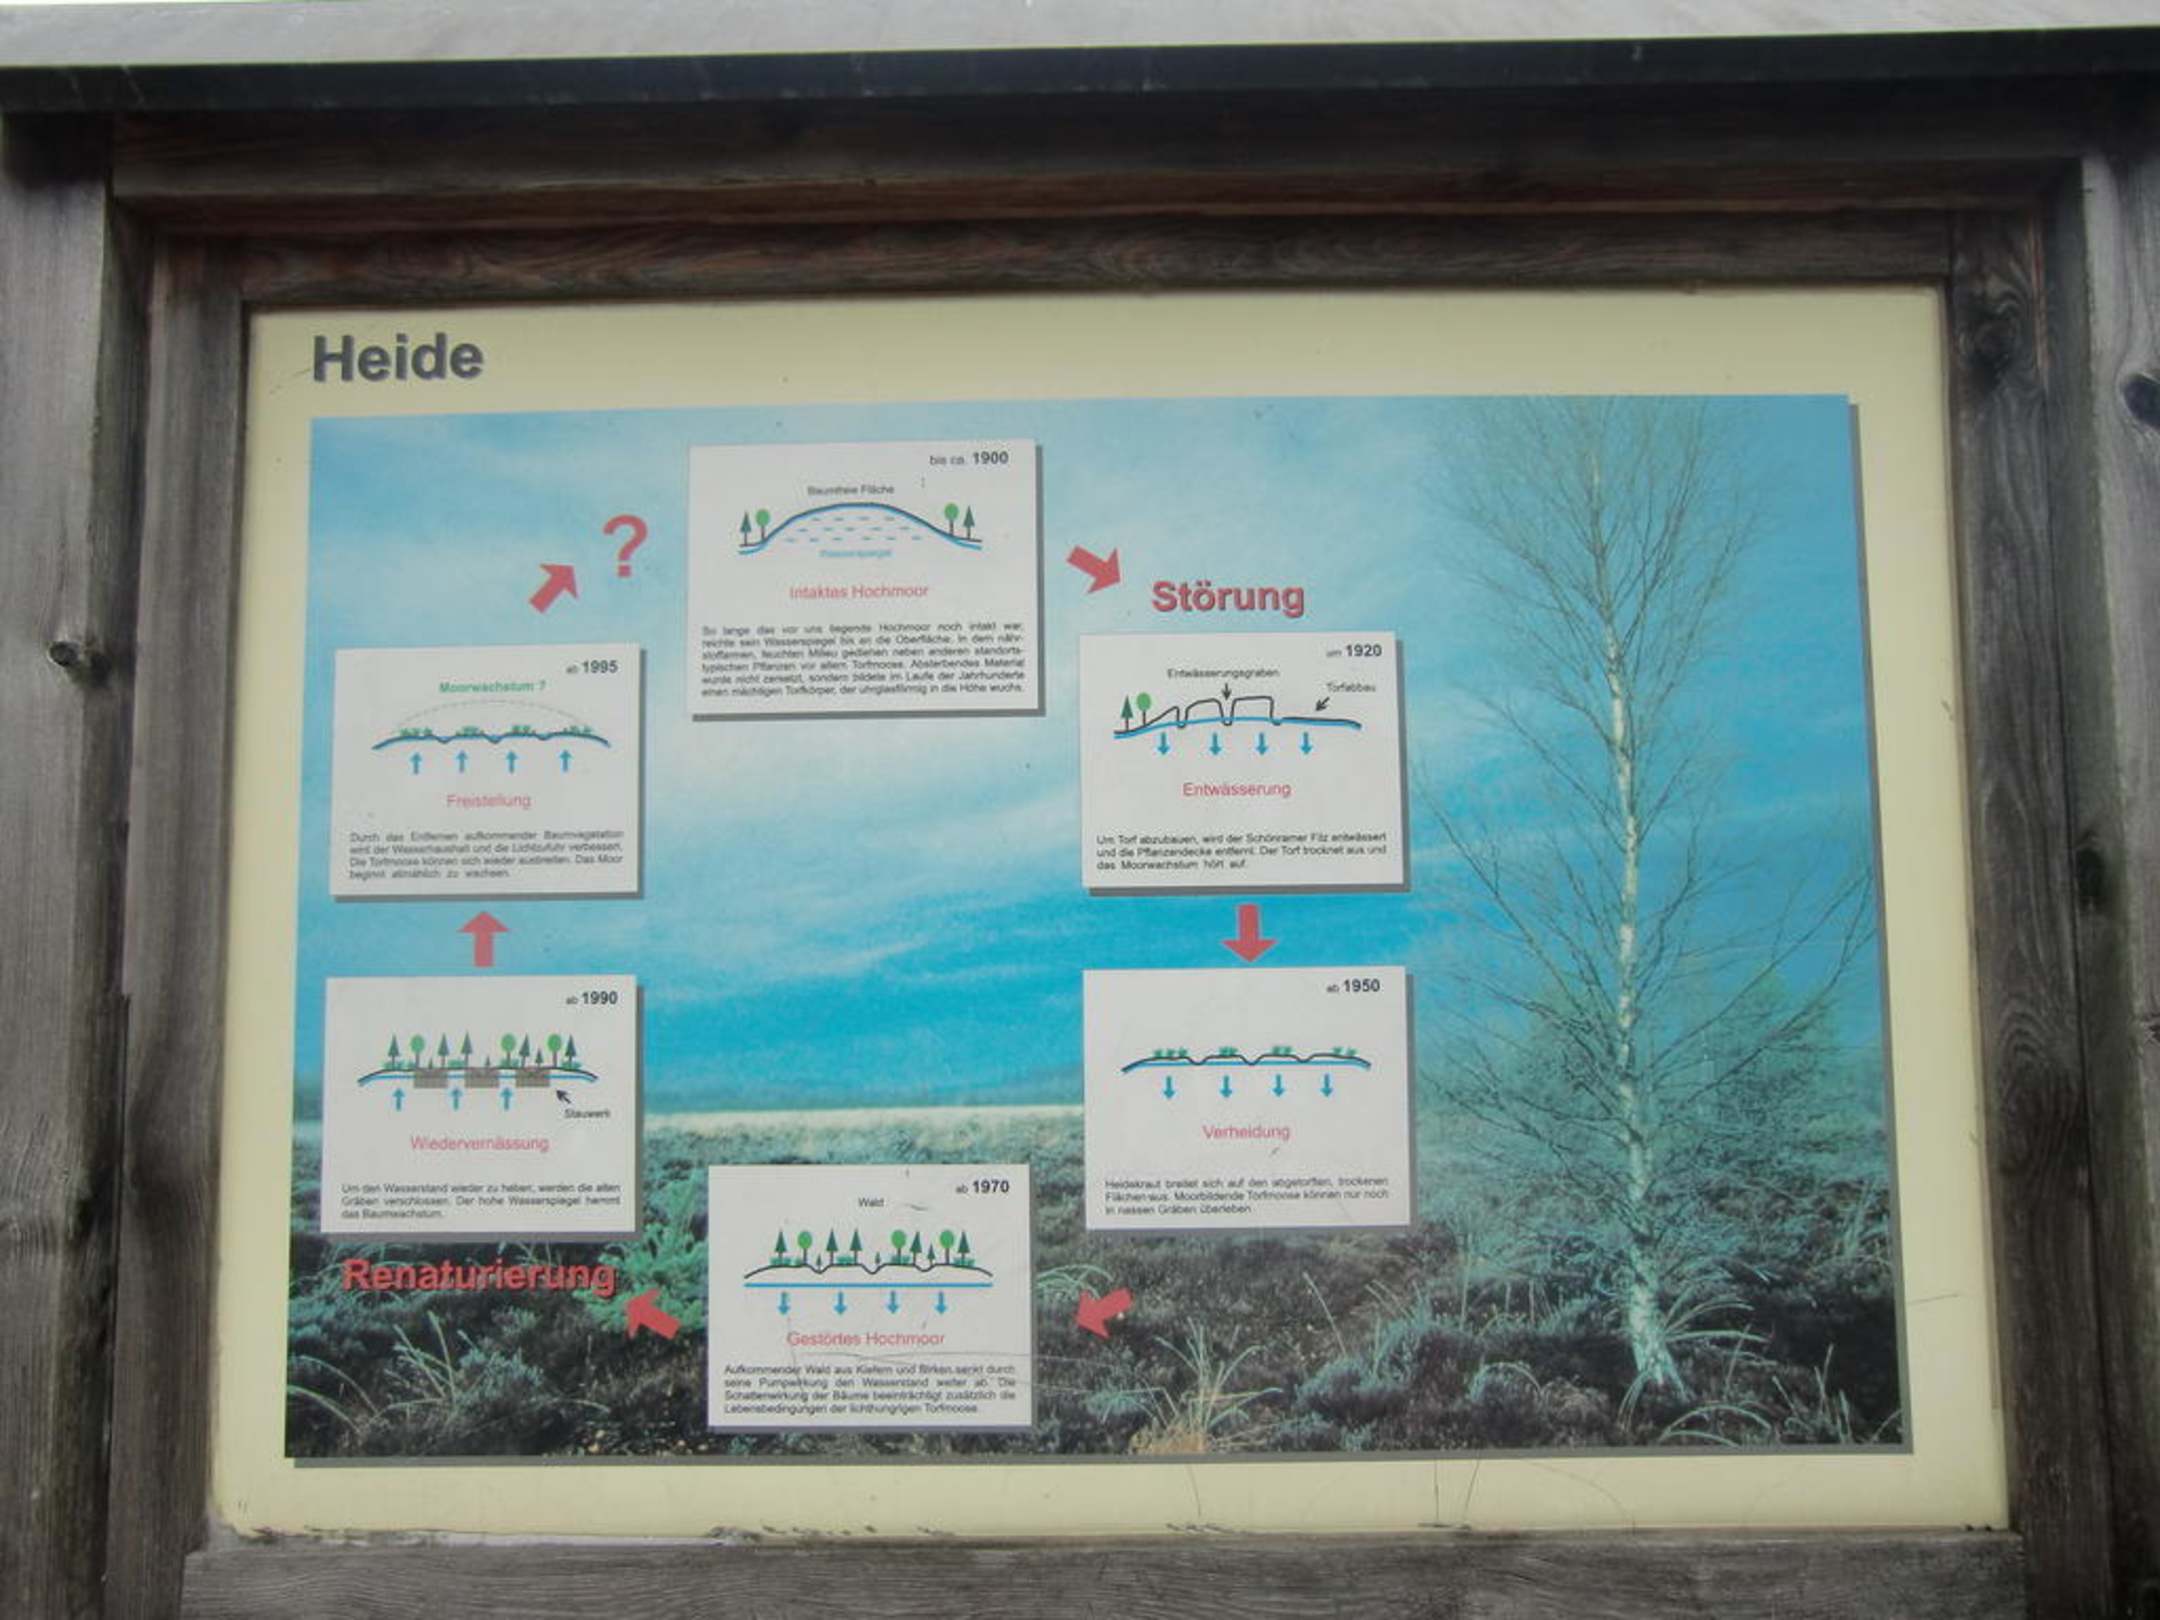 Heide
bis ca. 1900
Baumfreie Fläche
Wasserspiegel
Intaktes Hochmoor
So lange das vor uns liegende Hochmoor noch intakt war,
reichte sein Wasserspiegel bis an die Oberfläche. In dem nähr-
stoffarmen, feuchten Milieu gediehen neben anderen standorts-
typischen Pflanzen vor allem Torfmoose. Absterbendes Material
wurde nicht zersetzt, sondern bildete im Laufe der Jahrhunderte
einen mächtigen Torfkörper, der uhrglasförmig in die Höhe wuchs.
Störung
um 1920
Entwässerungsgraben
Torfabbau
Entwässerung
Um Torf abzubauen, wird der Schönramer Filz entwässert
und die Pflanzendecke entfernt. Der Torf trocknet aus und
das Moorwachstum hört auf.
ab 1950
Verheidung
Heidekraut breitet sich auf den abgetorften, trockenen
Flächen aus. Moorbildende Torfmoose können nur noch
in nassen Gräben überleben.
ab 1970
Wald
Gestörtes Hochmoor
Aufkommender Wald aus Kiefern und Birken senkt durch
seine Pumpwirkung den Wasserstand weiter ab. Die
Schattenwirkung der Bäume beeinträchtigt zusätzlich die
Lebensbedingungen der lichthungrigen Torfmoose.
Renaturierung
ab 1990
Stauwerk
Wiedervernässung
Um den Wasserstand wieder zu heben, werden die alten
Gräben verschlossen. Der hohe Wasserspiegel hemmt
das Baumwachstum.
ab 1995
Moorwachstum ?
Freistellung
Durch das Entfernen aufkommender Baumvegetation
wird der Wasserhaushalt und die Lichtzufuhr verbessert.
Die Torfmoose können sich wieder ausbreiten. Das Moor
beginnt allmählich zu wachsen.
?